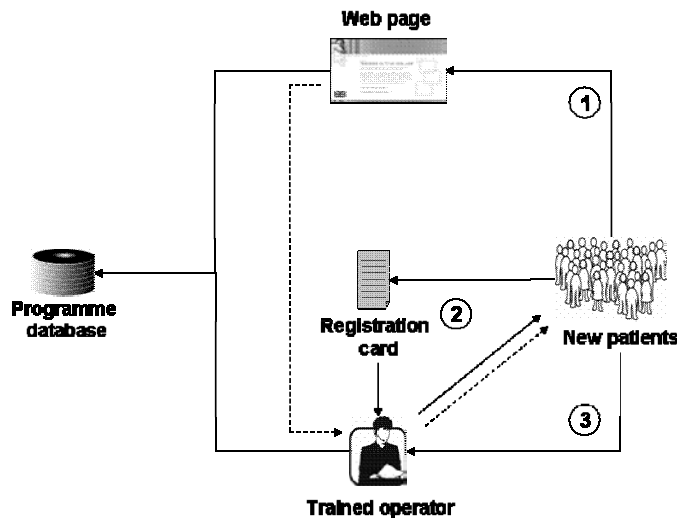 Web page
1
Programme
database
2
Registration
card
New patients
3
Trained operator